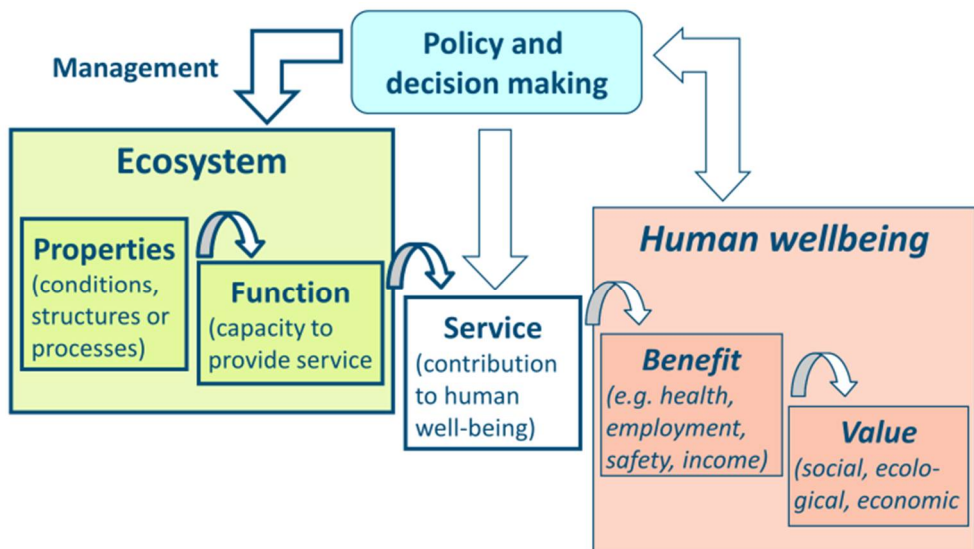 Policy and
decision making
Management
Ecosystem
Properties
(conditions,
structures or
processes)
Function
(capacity to
provide service
Service
(contribution
to human
well-being)
Human wellbeing
Benefit
(e.g. health,
employment,
safety, income)
Value
(social, ecolo-
gical, economic